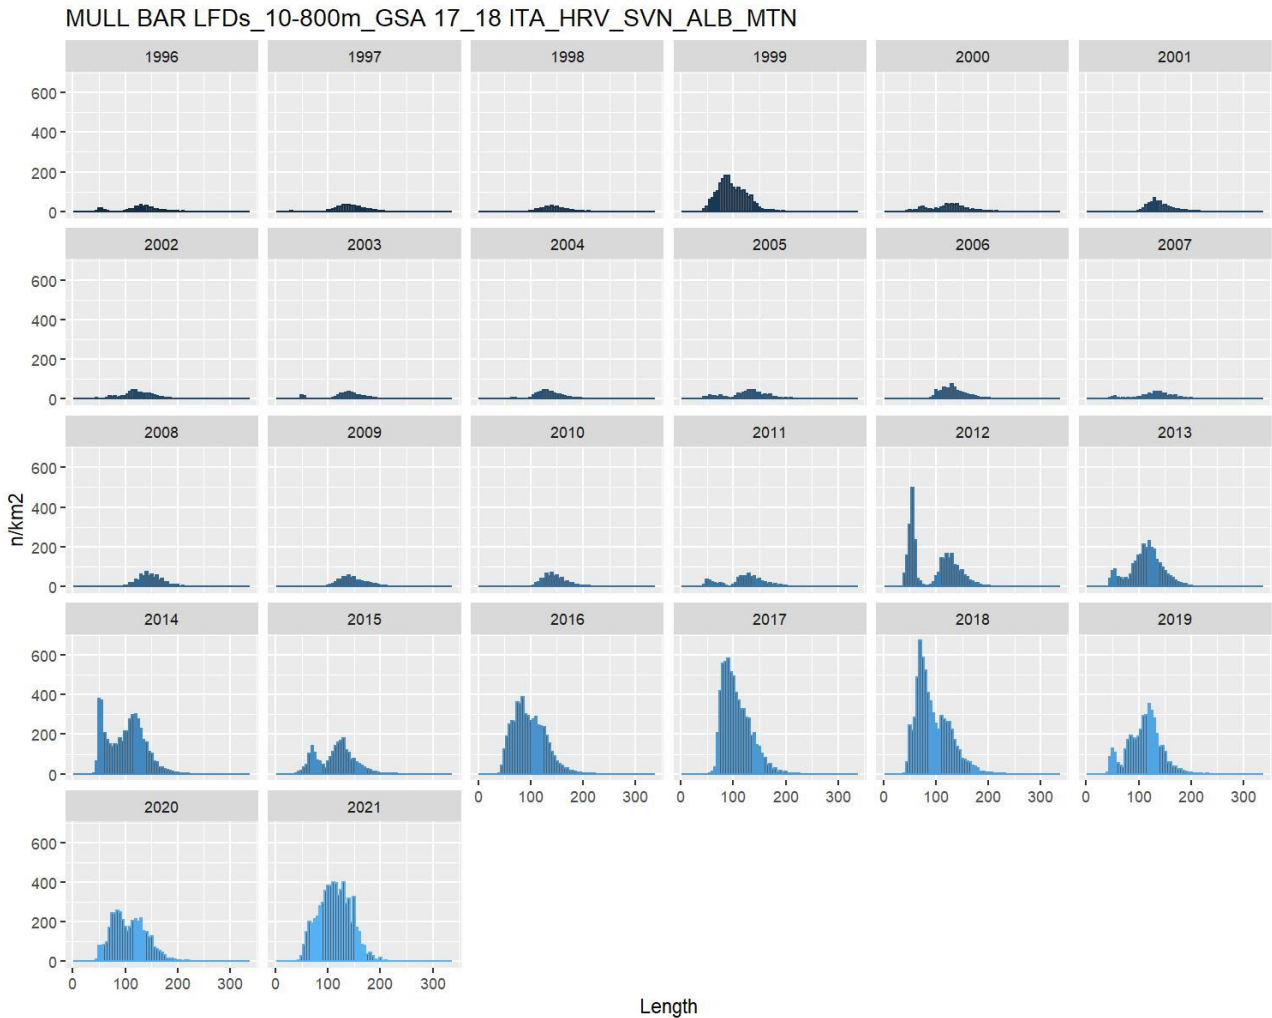 MULL BAR LFDs_10-800m_GSA 17_18 ITA_HRV_SVN_ALB_MTN
1996 1997 1998 1999 2000 2001
600
400
200
0
2002 2003 2004 2005 2006 2007
600
400
200
0
2008 2009 2010 2011 2012 2013
600
400
200
0
n/km2
2014 2015 2016 2017 2018 2019
600
400
200
0
0 100 200 300 0 100 200 300 0 100 200 300 0 100 200 300
2020 2021
600
400
200
0
0 100 200 300 0 100 200 300
Length